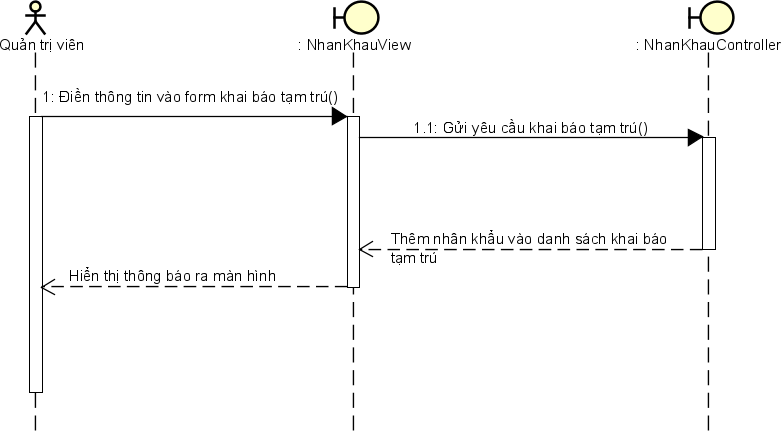 Quản trị viên
: NhanKhauView
: NhanKhauController
1: Điền thông tin vào form khai báo tạm trú()
1.1: Gửi yêu cầu khai báo tạm trú()
Thêm nhân khẩu vào danh sách khai báo
tạm trú
Hiển thị thông báo ra màn hình